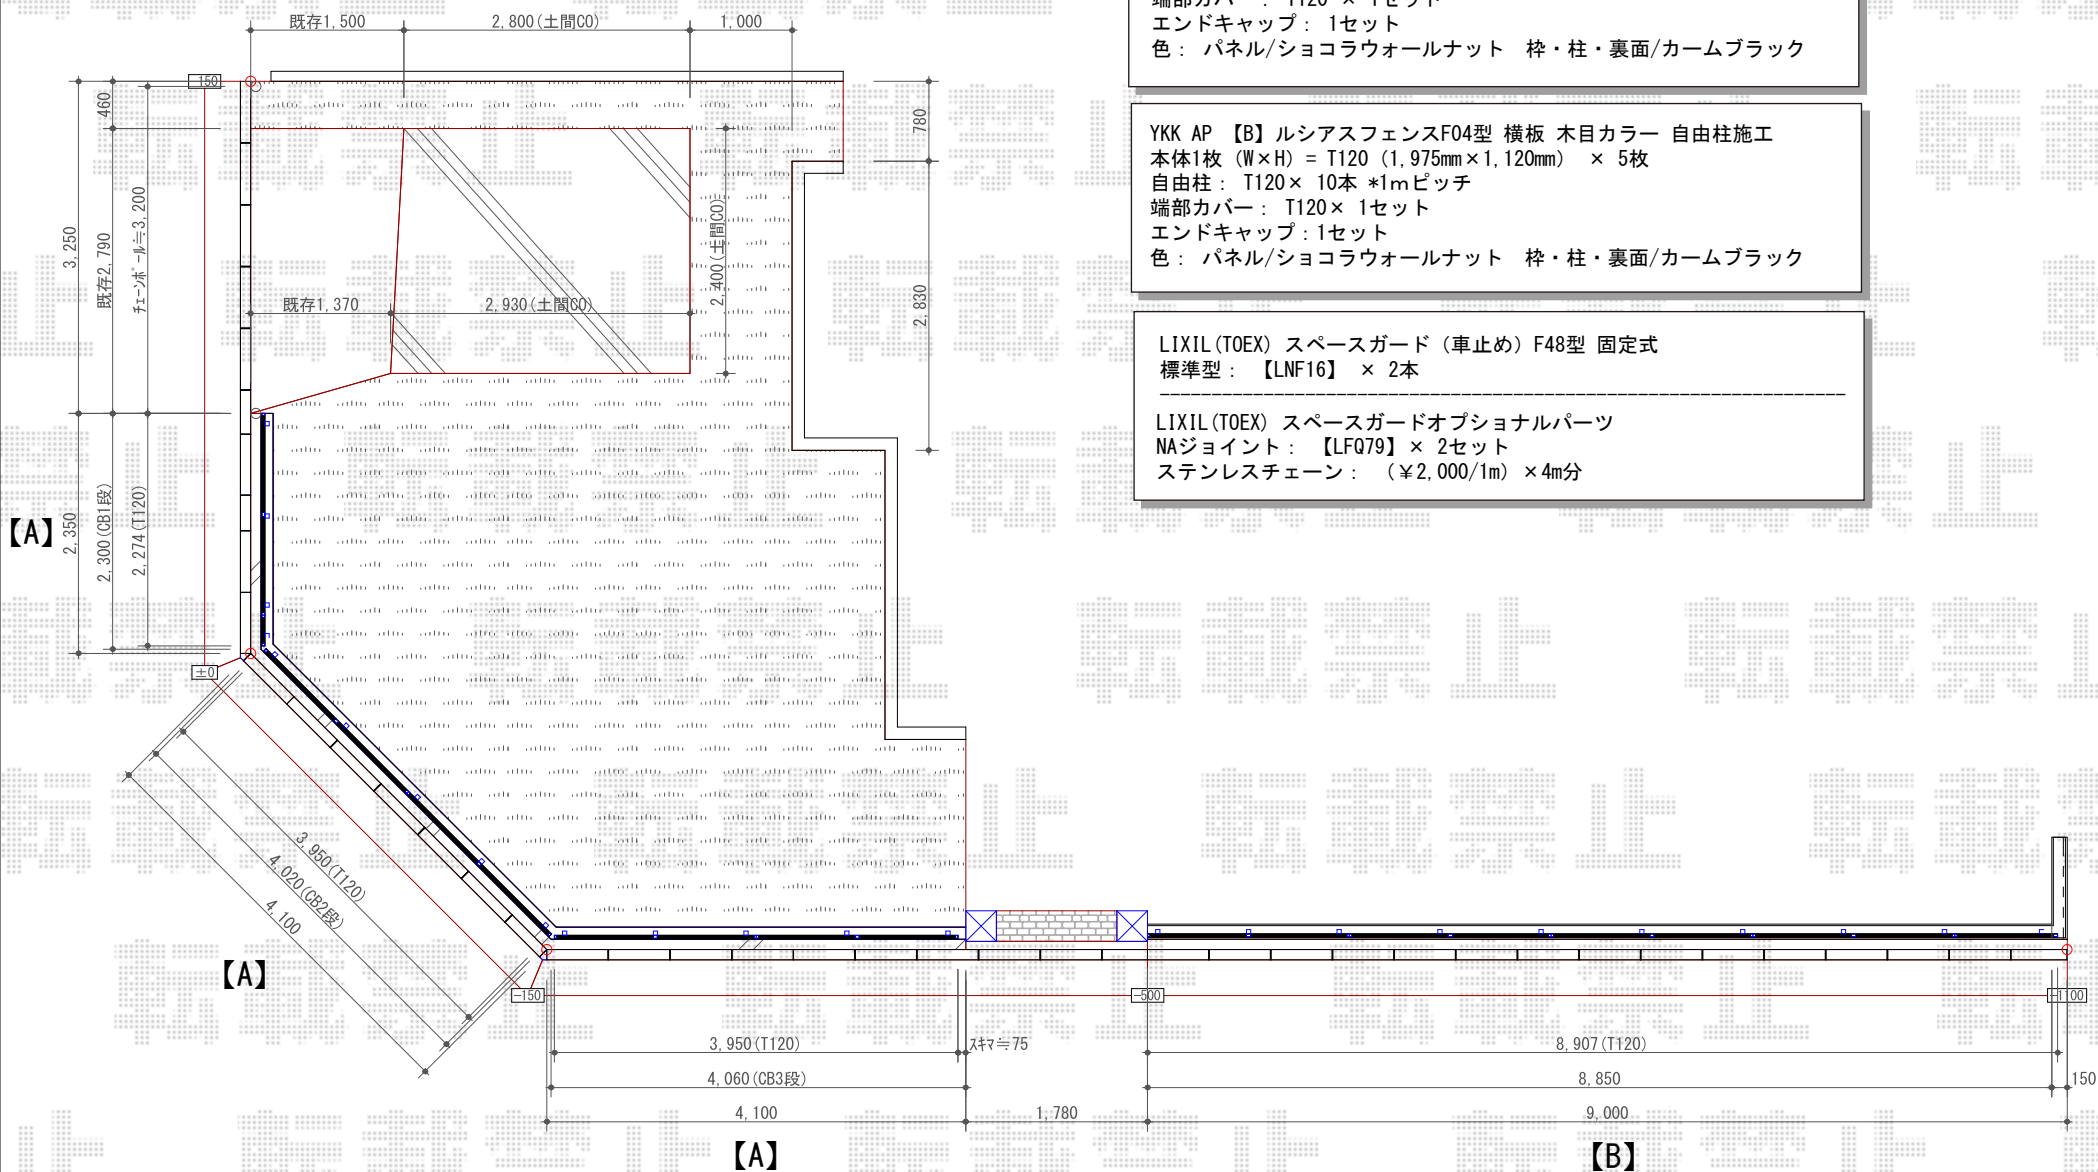 端部カバー： T120 × 1セット
エンドキャップ： 1セット
色： パネル/ショコラウォールナット 枠・柱・裏面/カームブラック
YKK AP 【B】ルシアスフェンスF04型 横板 木目カラー 自由柱施工
本体1枚（W×H）= T120（1,975mm×1,120mm） × 5枚
自由柱： T120× 10本 *1mピッチ
端部カバー： T120× 1セット
エンドキャップ：1セット
色： パネル/ショコラウォールナット 枠・柱・裏面/カームブラック
LIXIL(TOEX) スペースガード（車止め）F48型 固定式
標準型： 【LNF16】 × 2本
LIXIL(TOEX) スペースガードオプショナルパーツ
NAジョイント： 【LFQ79】× 2セット
ステンレスチェーン： （￥2,000/1m）×4m分
既存1,500
2,800(土間CO)
1,000
-150
460
780
3,250
既存2,790
チェーンポール≒3,200
2,400(土間CO)
2,830
既存1,370
2,930(土間CO)
【A】
2,350
2,300(CB1段)
2,274(T120)
±0
3,950(T120)
4,020(CB2段)
4,100
【A】
-150
-500
-1100
3,950(T120)
スキマ≒75
8,907(T120)
4,060(CB3段)
8,850
150
4,100
1,780
9,000
【A】
【B】
転載禁止